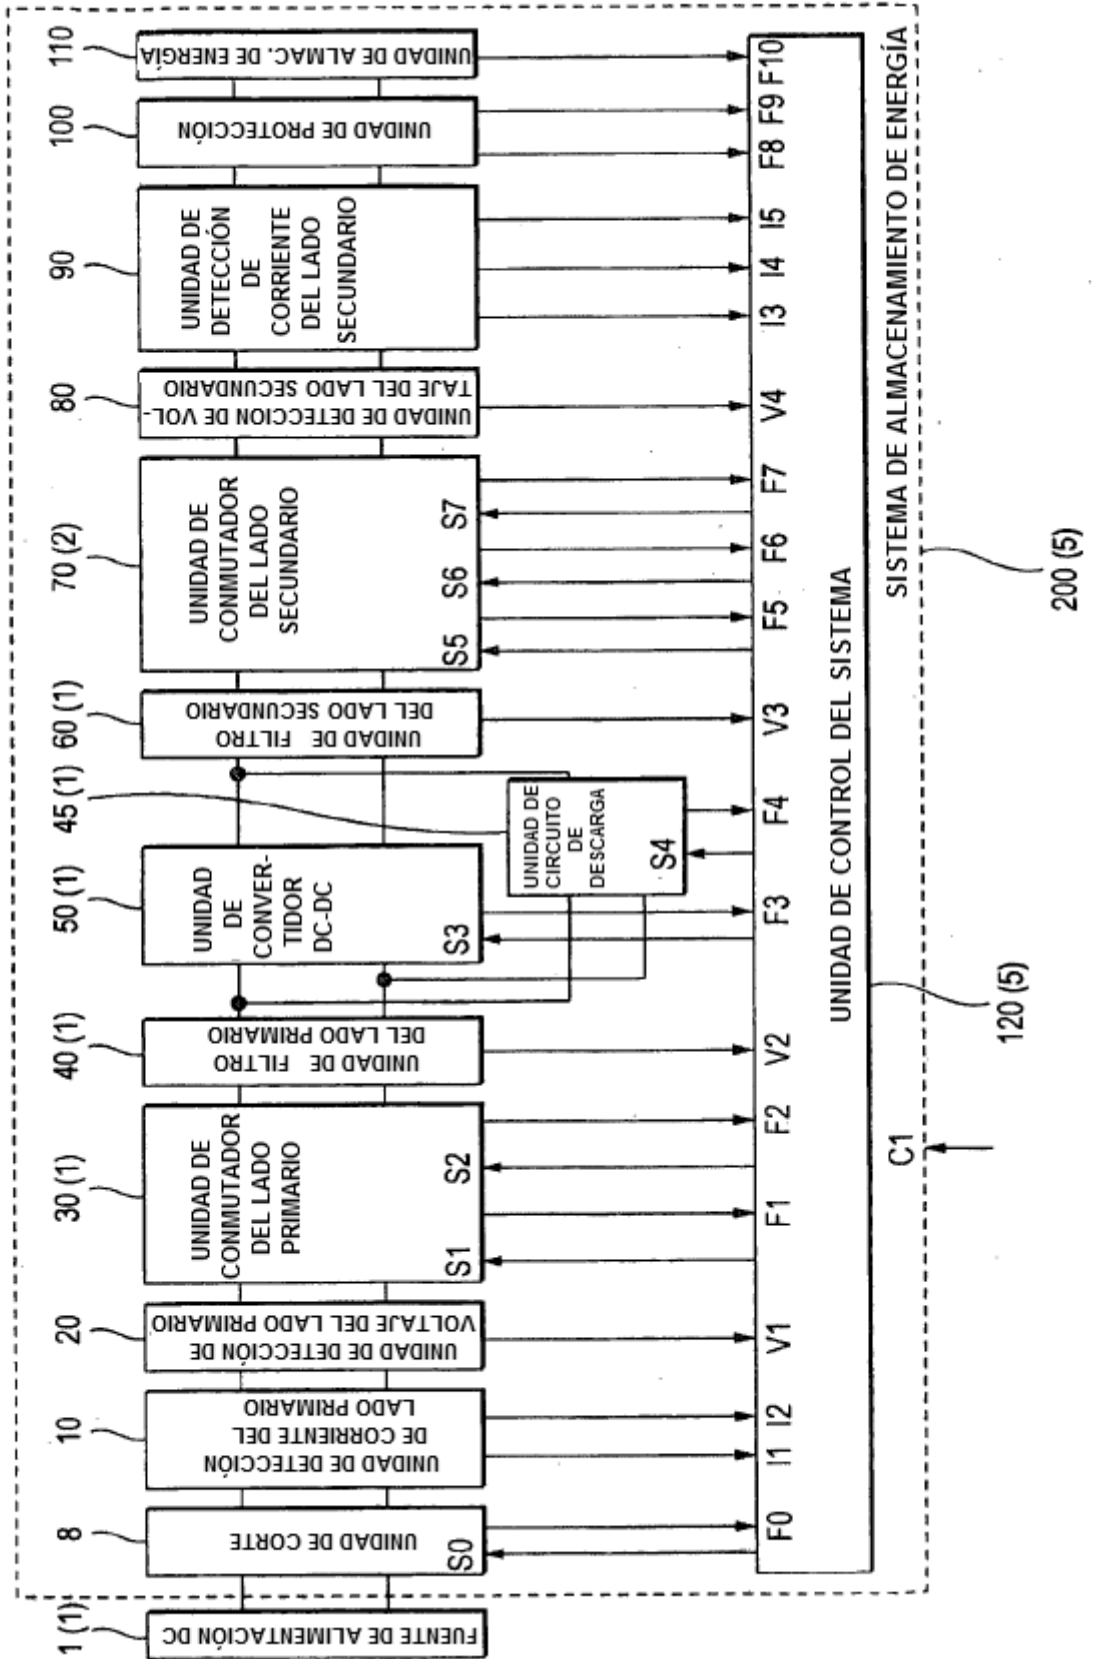 1 (1)
8
10
20
30 (1)
40 (1)
50 (1)
45 (1)
60 (1)
70 (2)
80
90
100
110
FUENTE DE ALIMENTACIÓN DC
UNIDAD DE CORTE
S0
UNIDAD DE DETECCIÓN
DE CORRIENTE DEL
LADO PRIMARIO
UNIDAD DE DETECCIÓN DE
VOLTAJE DEL LADO PRIMARIO
UNIDAD DE
CONMUTADOR
DEL LADO
PRIMARIO
S1
S2
UNIDAD DE FILTRO
DEL LADO PRIMARIO
UNIDAD
DE
CONVER-
TIDOR
DC-DC
S3
UNIDAD DE
CIRCUITO
DE
DESCARGA
S4
UNIDAD DE FILTRO
DEL LADO SECUNDARIO
UNIDAD DE
CONMUTADOR
DEL LADO
SECUNDARIO
S5
S6
S7
UNIDAD DE DETECCION DE VOL-
TAJE DEL LADO SECUNDARIO
UNIDAD DE
DETECCIÓN
DE
CORRIENTE
DEL LADO
SECUNDARIO
UNIDAD DE PROTECCIÓN
UNIDAD DE ALMAC. DE ENERGÍA
F0
I1
I2
V1
F1
F2
V2
F3
F4
V3
F5
F6
F7
V4
I3
I4
I5
F8
F9
F10
UNIDAD DE CONTROL DEL SISTEMA
C1
SISTEMA DE ALMACENAMIENTO DE ENERGÍA
120 (5)
200 (5)